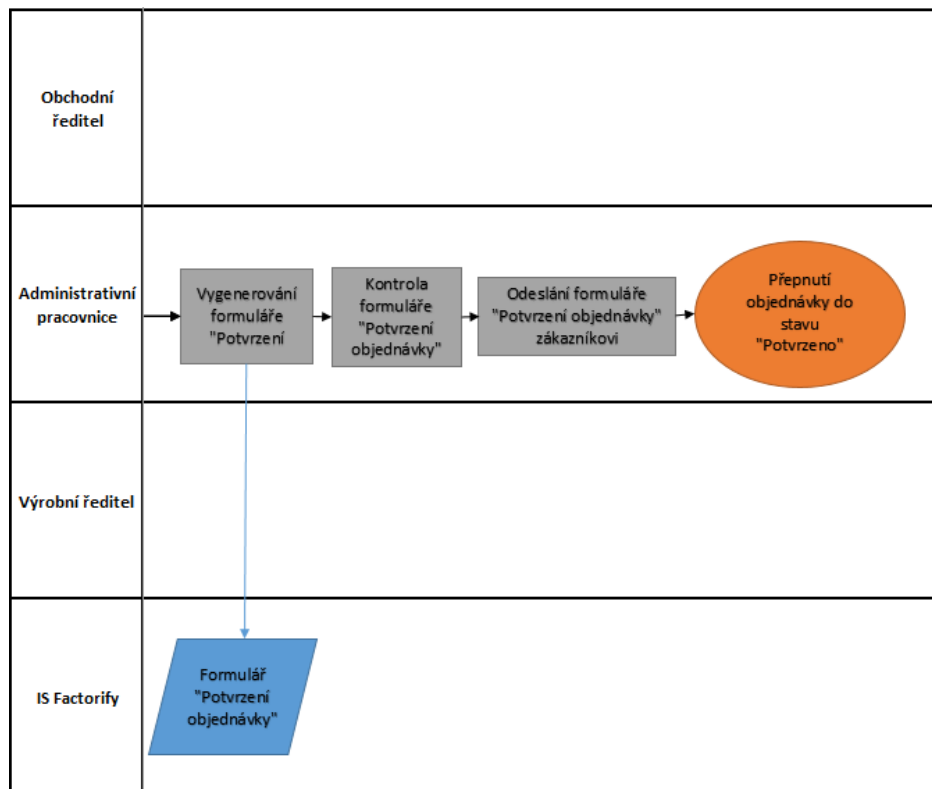 Obchodní
ředitel
Administrativní
pracovnice
Vygenerování
formuláře
"Potvrzení
Kontrola
formuláře
"Potvrzení
objednávky"
Odeslání formuláře
"Potvrzení objednávky"
zákazníkovi
Přepnutí
objednávky do
stavu
"Potvrzeno"
Výrobní ředitel
IS Factorify
Formulář
"Potvrzení
objednávky"